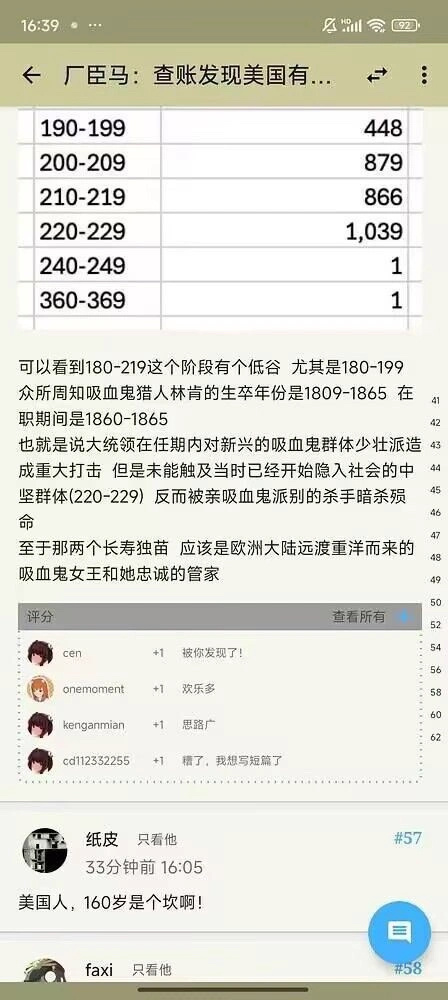 16:39
HD
92
厂臣马：查账发现美国有...
190-199 448
200-209 879
210-219 866
220-229 1,039
240-249 1
360-369 1
可以看到180-219这个阶段有个低谷 尤其是180-199
众所周知吸血鬼猎人林肯的生卒年份是1809-1865 在
职期间是1860-1865
也就是说大统领在任期内对新兴的吸血鬼群体少壮派造
成重大打击 但是未能触及当时已经开始隐入社会的中
坚群体(220-229) 反而被亲吸血鬼派别的杀手暗杀殒
命
至于那两个长寿独苗 应该是欧洲大陆远渡重洋而来的
吸血鬼女王和她忠诚的管家
41
42
43
44
45
46
47
48
49
50
52
54
56
58
60
62
评分 查看所有
cen +1 被你发现了！
onemoment +1 欢乐多
kenganmian +1 思路广
cd112332255 +1 糟了，我想写短篇了
纸皮 只看他 #57
33分钟前 16:05
美国人，160岁是个坎啊！
faxi 只看他 #58